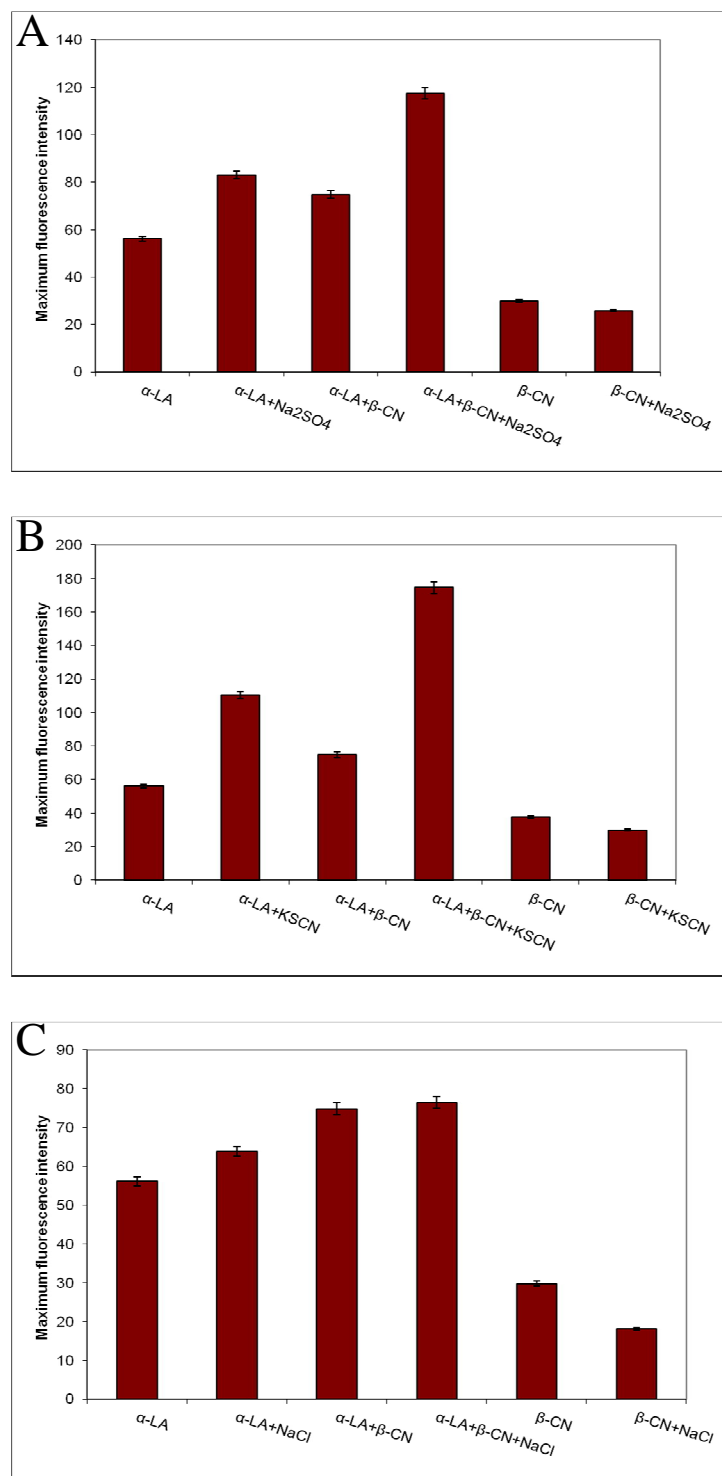 A
Maximum fluorescence intensity
140
120
100
80
60
40
20
0
α-LA
α-LA+Na2SO4
α-LA+β-CN
α-LA+β-CN+Na2SO4
β-CN
β-CN+Na2SO4
B
Maximum fluorescence intensity
200
180
160
140
120
100
80
60
40
20
0
α-LA
α-LA+KSCN
α-LA+β-CN
α-LA+β-CN+KSCN
β-CN
β-CN+KSCN
C
Maximum fluorescence intensity
90
80
70
60
50
40
30
20
10
0
α-LA
α-LA+NaCl
α-LA+β-CN
α-LA+β-CN+NaCl
β-CN
β-CN+NaCl